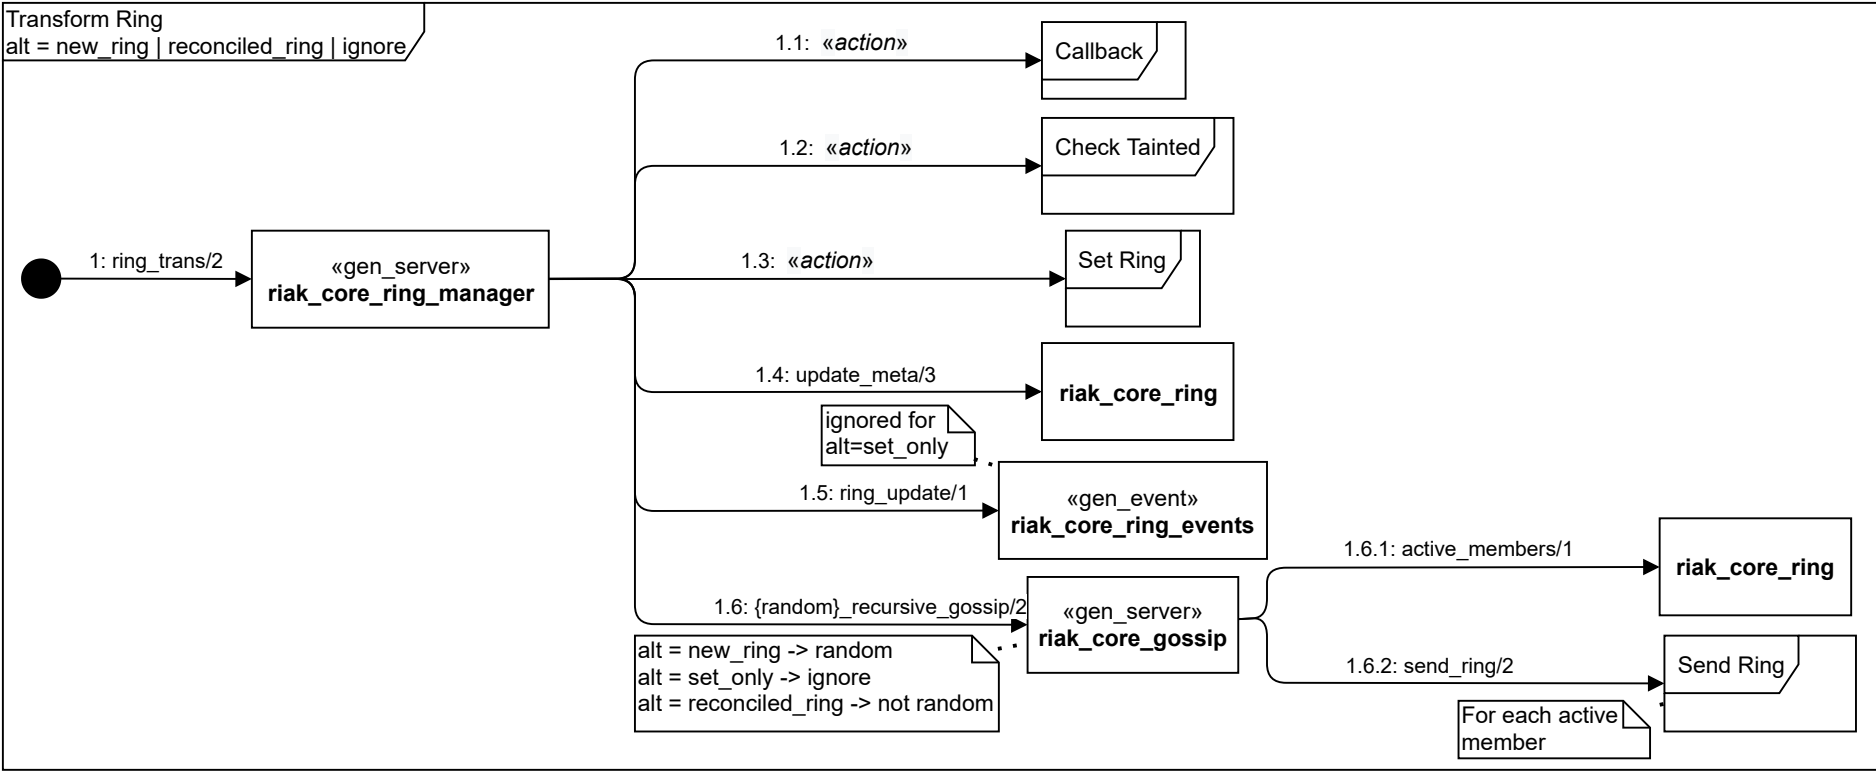 Transform Ring
alt = new_ring | reconciled_ring | ignore
1.1: «action»
Callback
1.2: «action»
Check Tainted
1: ring_trans/2
«gen_server»
riak_core_ring_manager
1.3: «action»
Set Ring
1.4: update_meta/3
riak_core_ring
ignored for
alt=set_only
1.5: ring_update/1
«gen_event»
riak_core_ring_events
1.6: {random}_recursive_gossip/2
«gen_server»
riak_core_gossip
alt = new_ring -> random
alt = set_only -> ignore
alt = reconciled_ring -> not random
1.6.1: active_members/1
riak_core_ring
1.6.2: send_ring/2
Send Ring
For each active
member